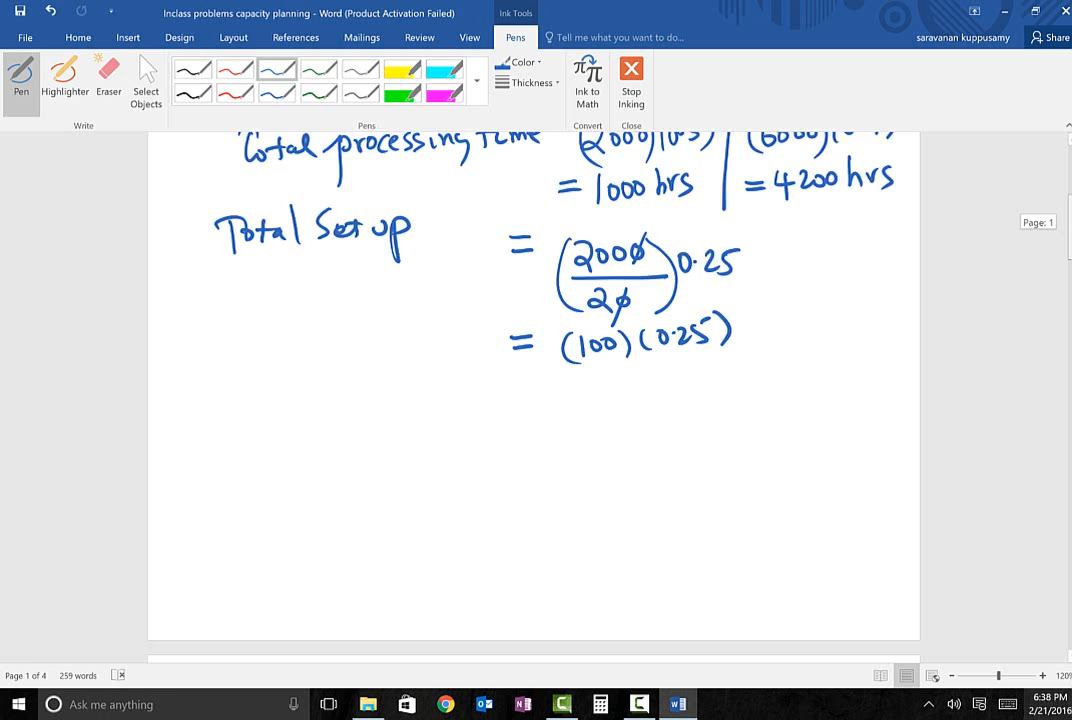 Inclass problems capacity planning - Word (Product Activation Failed)
Ink Tools
File Home Insert Design Layout References Mailings Review View Pens Tell me what you want to do... saravanan kuppusamy Share
Pen Highlighter Eraser Select Objects Color Thickness Ink to Math Stop Inking
Write Pens Convert Close
Total processing time (2000)(0.5)
= 1000 hrs = 4200 hrs
Total Set up = (2000/20) 0.25
= (100) (0.25)
Page: 1
Page 1 of 4 259 words 120%
Ask me anything 6:38 PM
2/21/2016